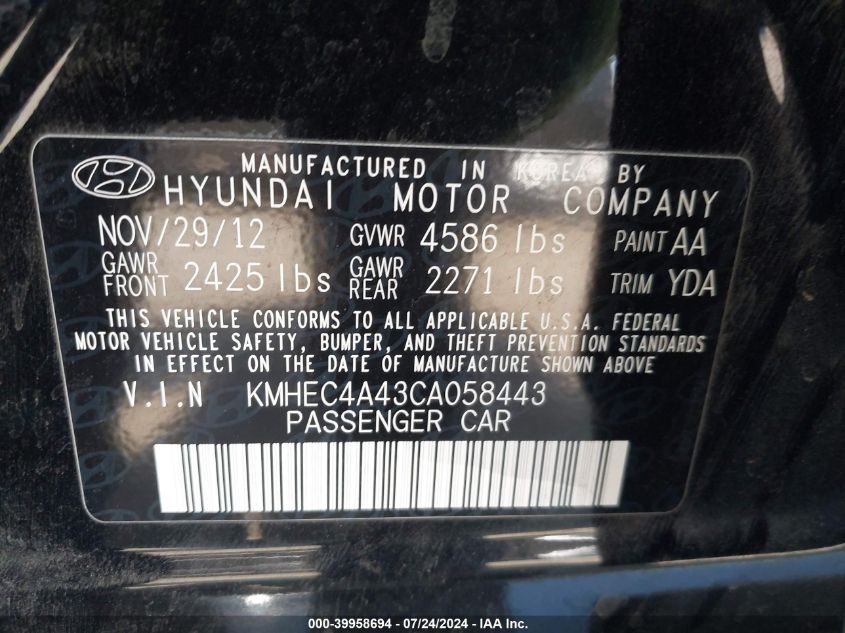 MANUFACTURED IN KOREA BY
HYUNDAI MOTOR COMPANY
NOV/29/12 GVWR 4586 lbs PAINT AA
GAWR FRONT 2425 lbs GAWR REAR 2271 lbs TRIM YDA
THIS VEHICLE CONFORMS TO ALL APPLICABLE U.S.A. FEDERAL
MOTOR VEHICLE SAFETY, BUMPER, AND THEFT PREVENTION STANDARDS
IN EFFECT ON THE DATE OF MANUFACTURE SHOWN ABOVE
V.I.N KMHEC4A43CA058443
PASSENGER CAR
000-39958694 - 07/24/2024 - IAA Inc.